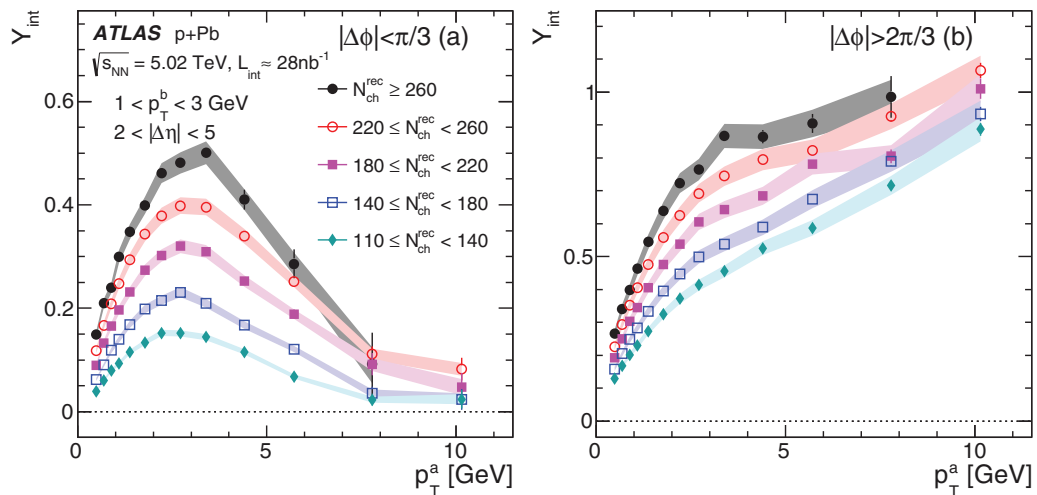 Y_int
ATLAS p+Pb
|Δϕ|<π/3 (a)
√s_NN = 5.02 TeV, L_int ≈ 28nb⁻¹
1 < p_T^b < 3 GeV
2 < |Δη| < 5
N_ch^rec ≥ 260
220 ≤ N_ch^rec < 260
180 ≤ N_ch^rec < 220
140 ≤ N_ch^rec < 180
110 ≤ N_ch^rec < 140
0.6
0.4
0.2
0
0 5 10
p_T^a [GeV]
Y_int
|Δϕ|>2π/3 (b)
1
0.5
0
0 5 10
p_T^a [GeV]